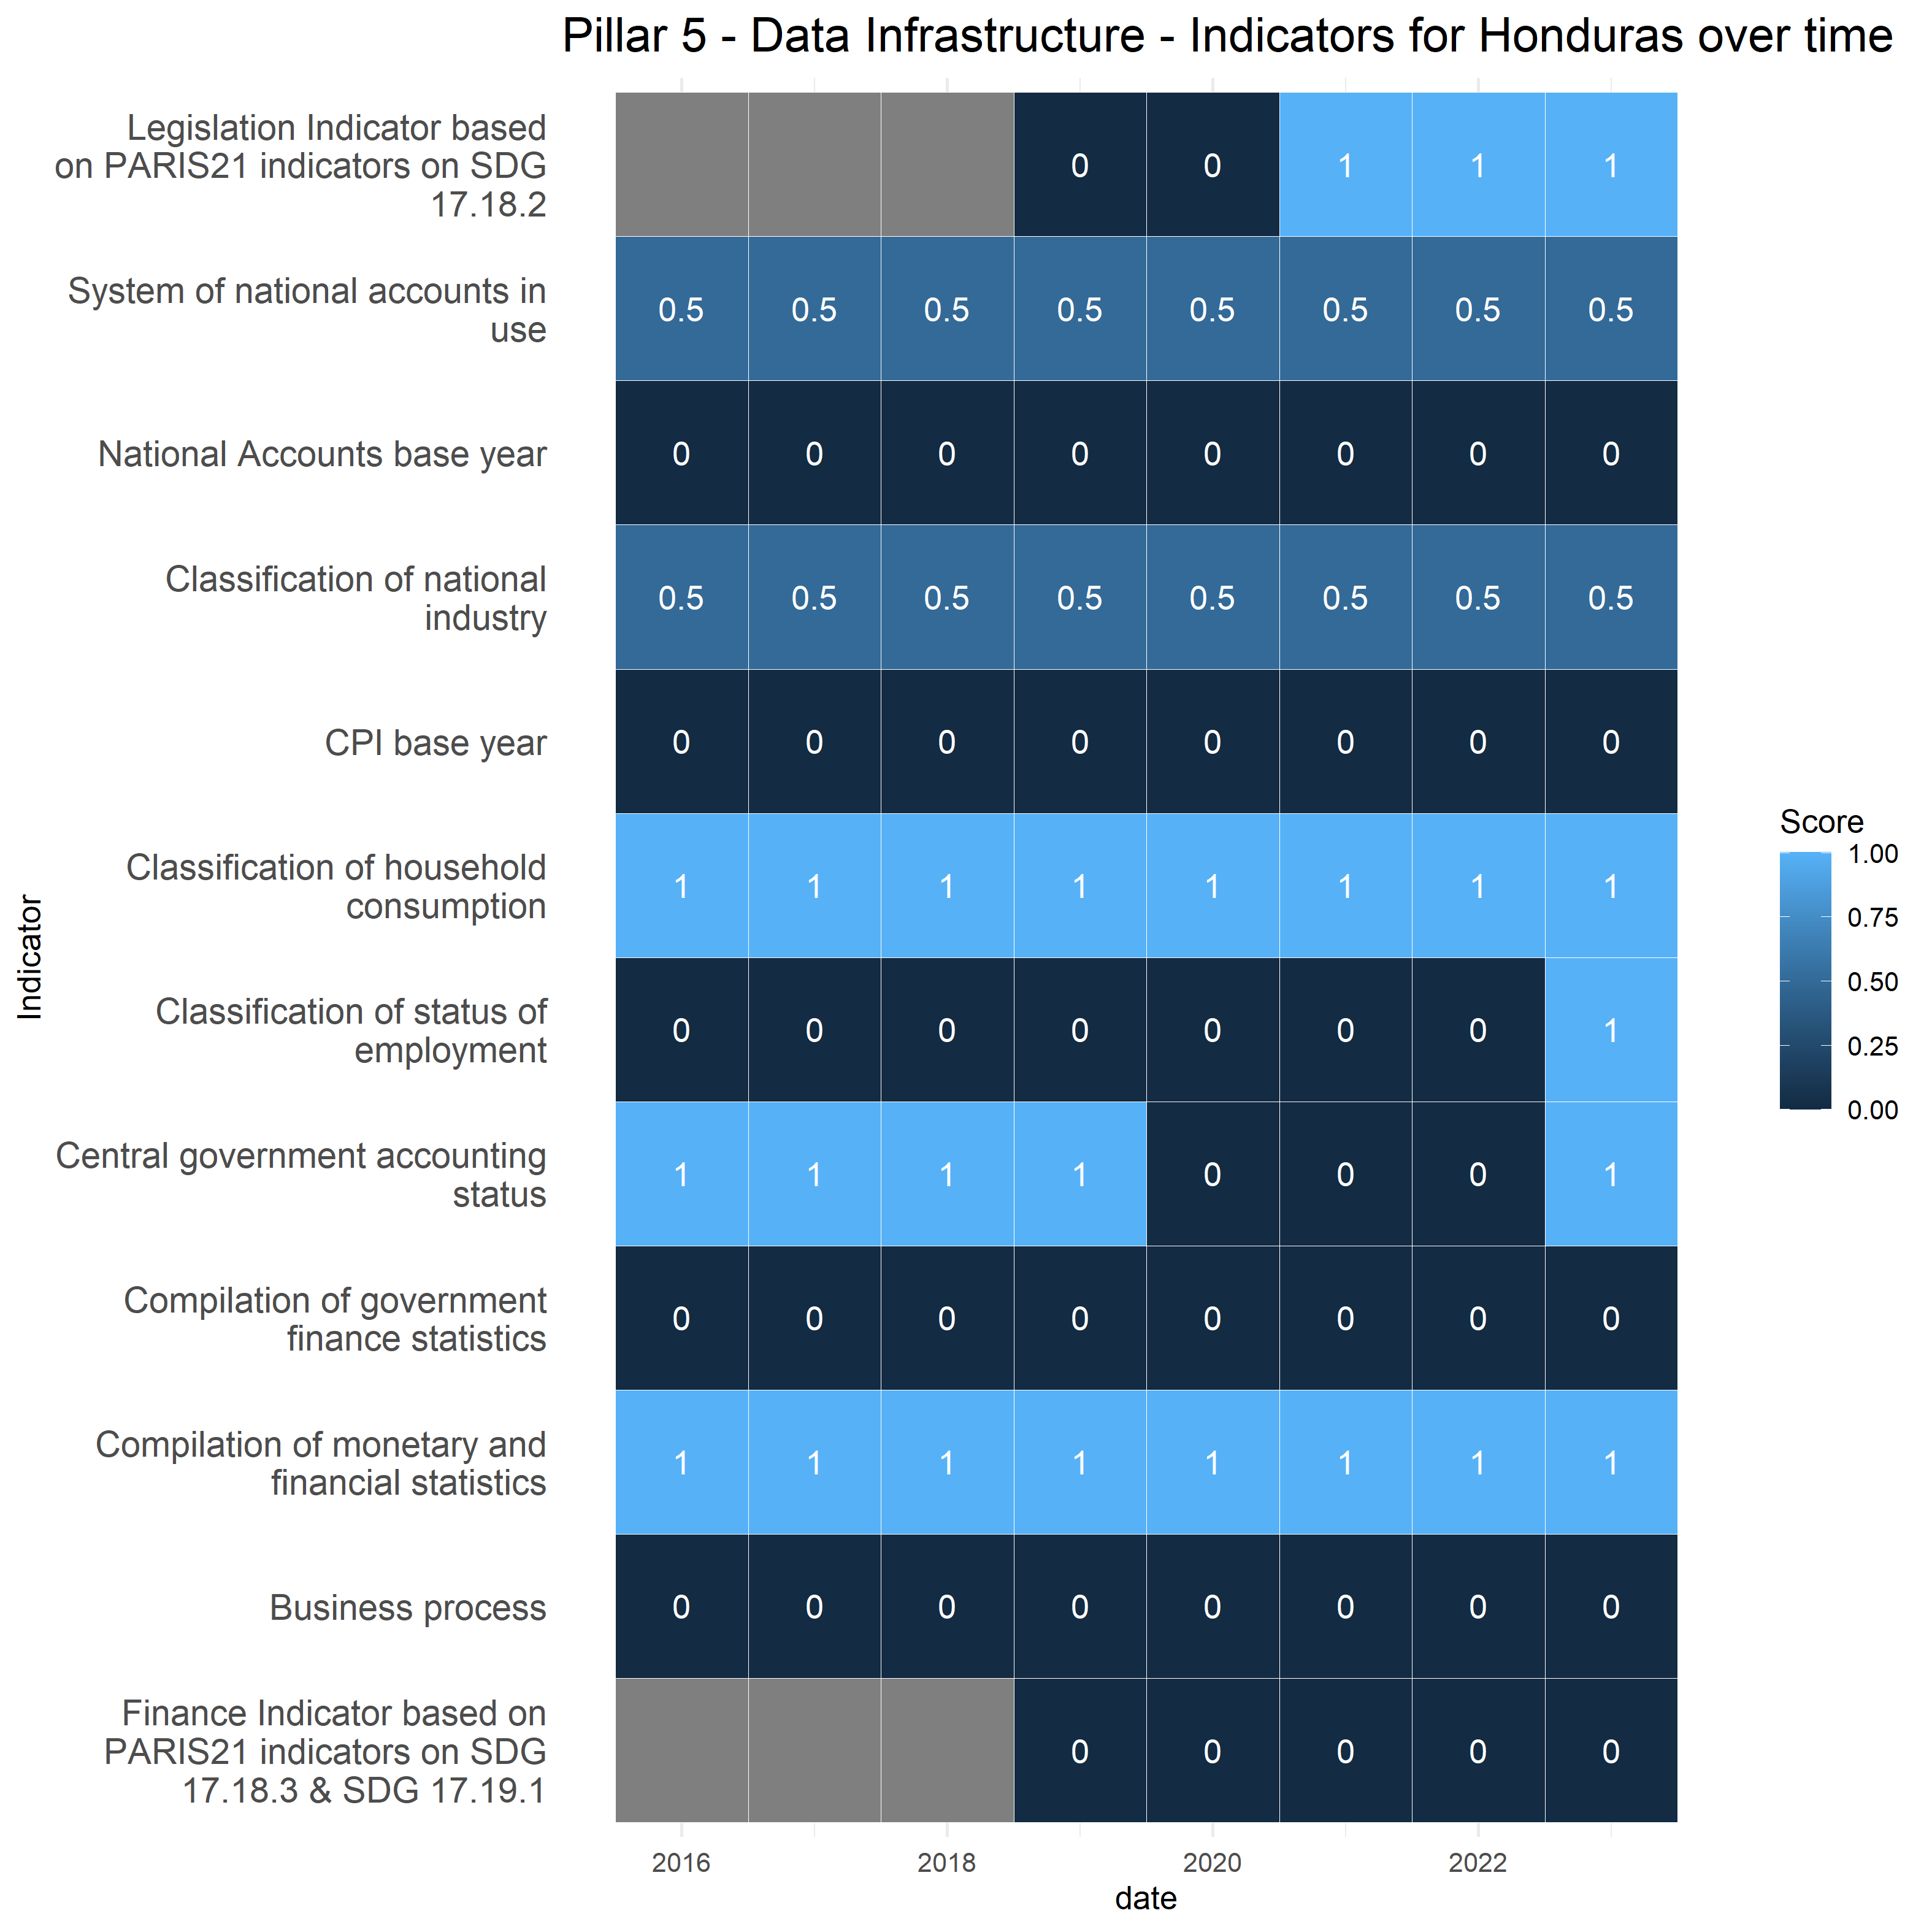 Pillar 5 - Data Infrastructure - Indicators for Honduras over time
Legislation Indicator based
on PARIS21 indicators on SDG
17.18.2
0 0 1 1 1
System of national accounts in
use
0.5 0.5 0.5 0.5 0.5 0.5 0.5 0.5
National Accounts base year
0 0 0 0 0 0 0 0
Classification of national
industry
0.5 0.5 0.5 0.5 0.5 0.5 0.5 0.5
CPI base year
0 0 0 0 0 0 0 0
Classification of household
consumption
1 1 1 1 1 1 1 1
Classification of status of
employment
0 0 0 0 0 0 0 1
Central government accounting
status
1 1 1 1 0 0 0 1
Compilation of government
finance statistics
0 0 0 0 0 0 0 0
Compilation of monetary and
financial statistics
1 1 1 1 1 1 1 1
Business process
0 0 0 0 0 0 0 0
Finance Indicator based on
PARIS21 indicators on SDG
17.18.3 & SDG 17.19.1
0 0 0 0 0
Indicator
2016 2018 2020 2022
date
Score
1.00
0.75
0.50
0.25
0.00